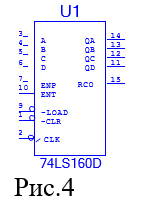 U1
3 A QA 14
4 B QB 13
5 C QC 12
6 D QD 11
7 ENP RCO 15
10 ENT
9 ~LOAD
1 ~CLR
2 CLK
74LS160D
Рис.4